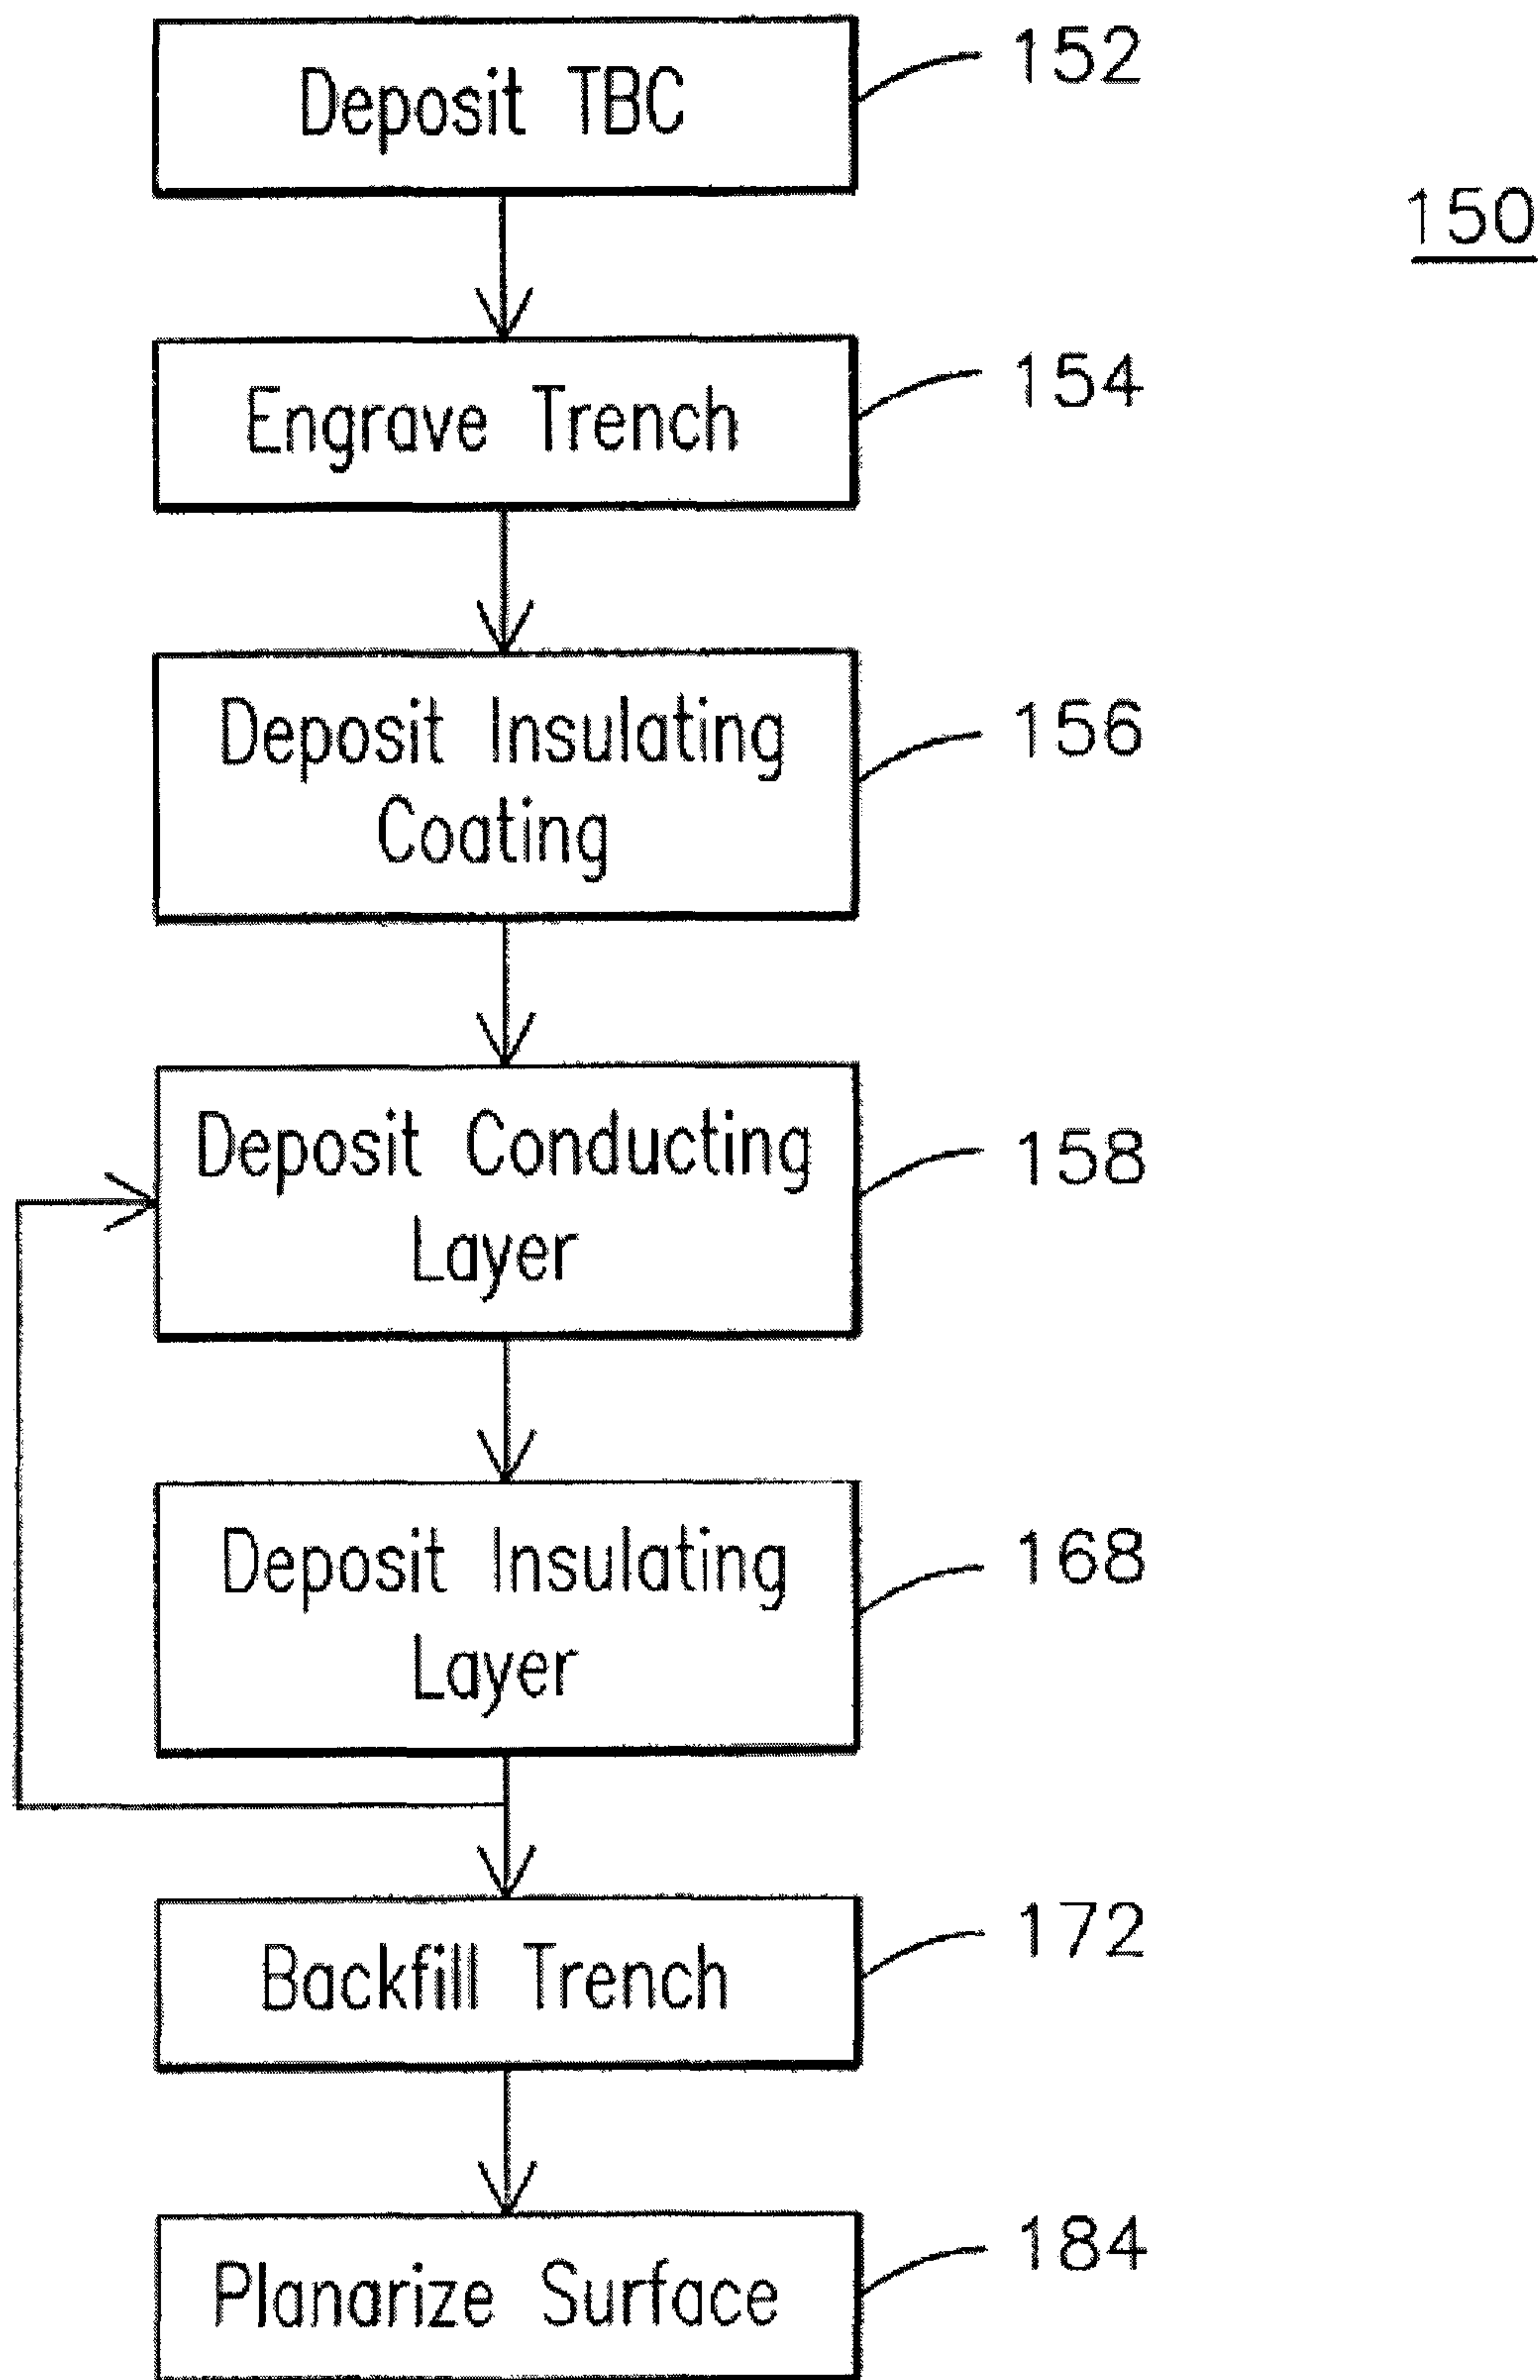 Deposit TBC
152
150
Engrave Trench
154
Deposit Insulating
Coating
156
Deposit Conducting
Layer
158
Deposit Insulating
Layer
168
Backfill Trench
172
Planarize Surface
184